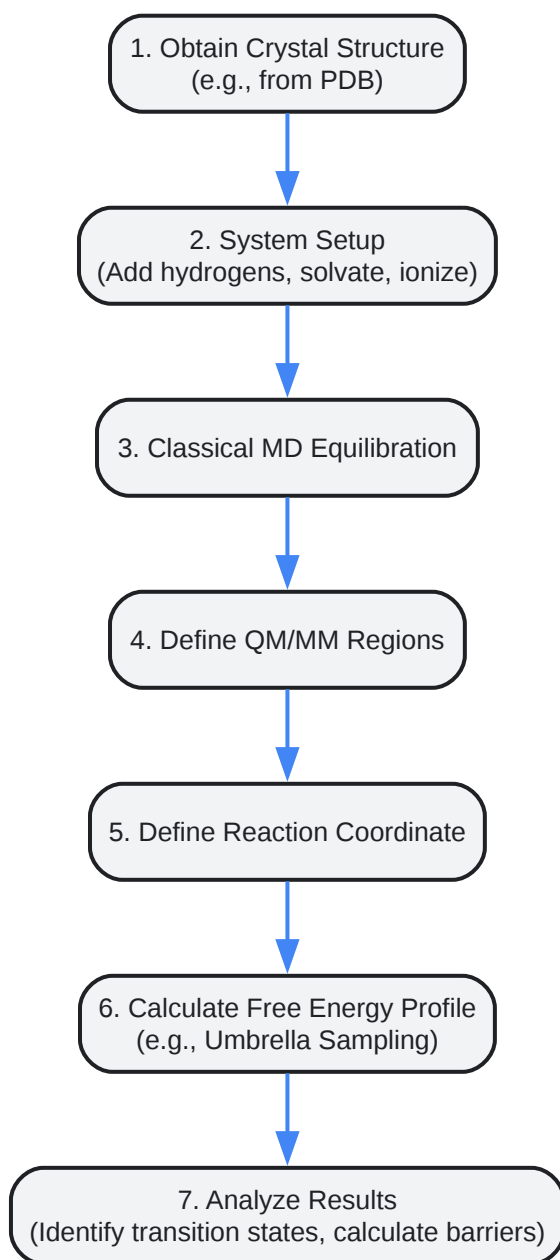 1. Obtain Crystal Structure
(e.g., from PDB)
2. System Setup
(Add hydrogens, solvate, ionize)
3. Classical MD Equilibration
4. Define QM/MM Regions
5. Define Reaction Coordinate
6. Calculate Free Energy Profile
(e.g., Umbrella Sampling)
7. Analyze Results
(Identify transition states, calculate barriers)